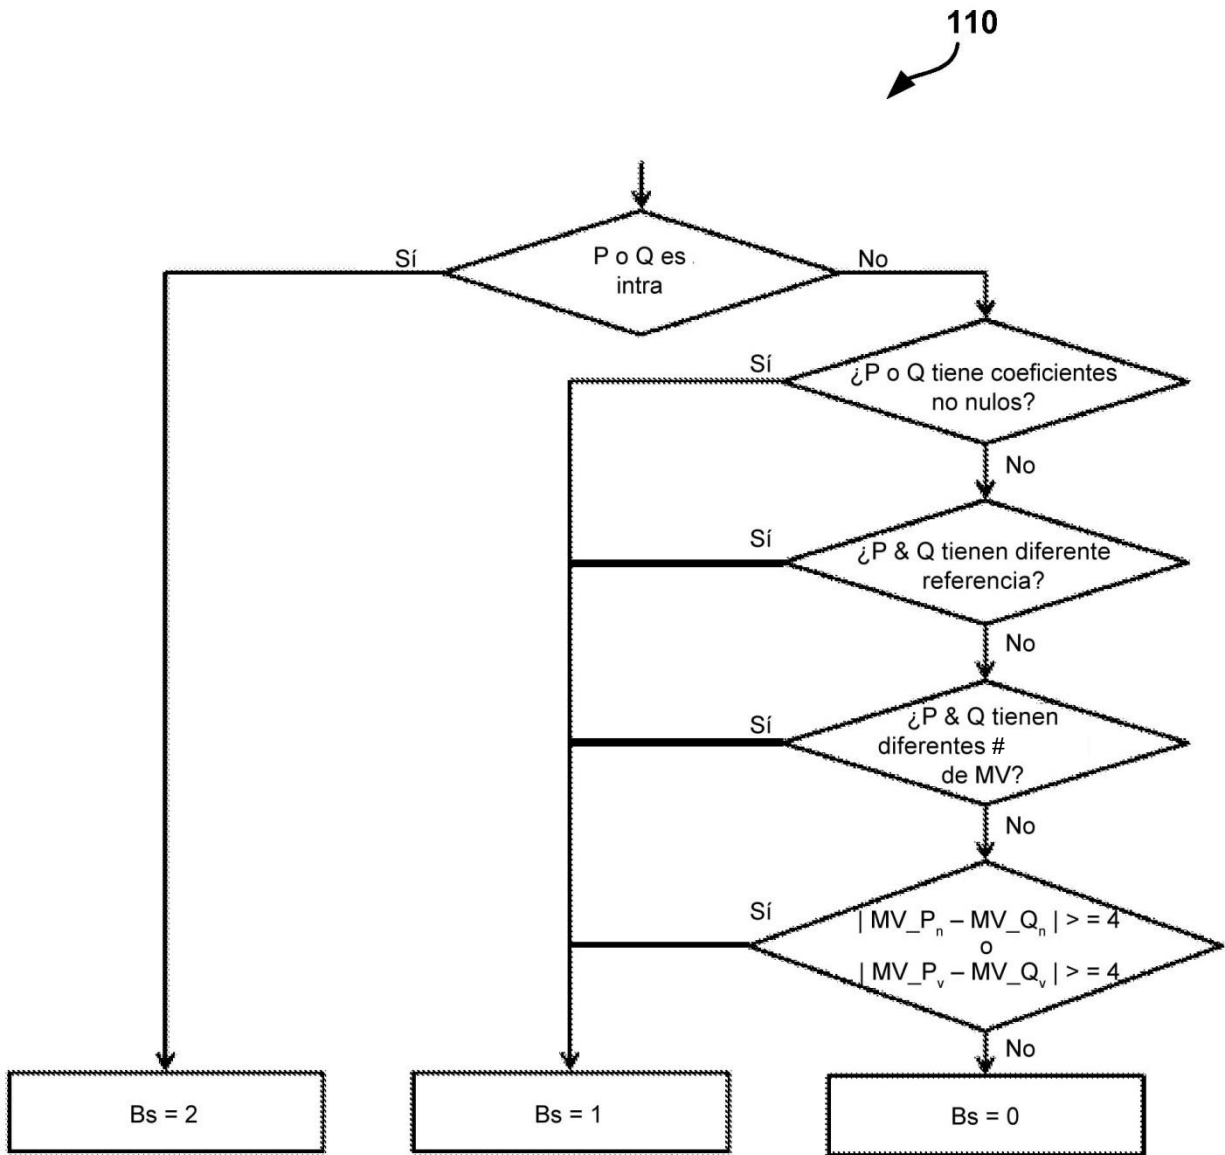 110
P o Q es
intra
Sí
No
¿P o Q tiene coeficientes
no nulos?
Sí
No
¿P & Q tienen diferente
referencia?
Sí
No
¿P & Q tienen
diferentes #
de MV?
Sí
No
| MV_Pn – MV_Qn | > = 4
o
| MV_Pv – MV_Qv | > = 4
Sí
No
Bs = 2
Bs = 1
Bs = 0